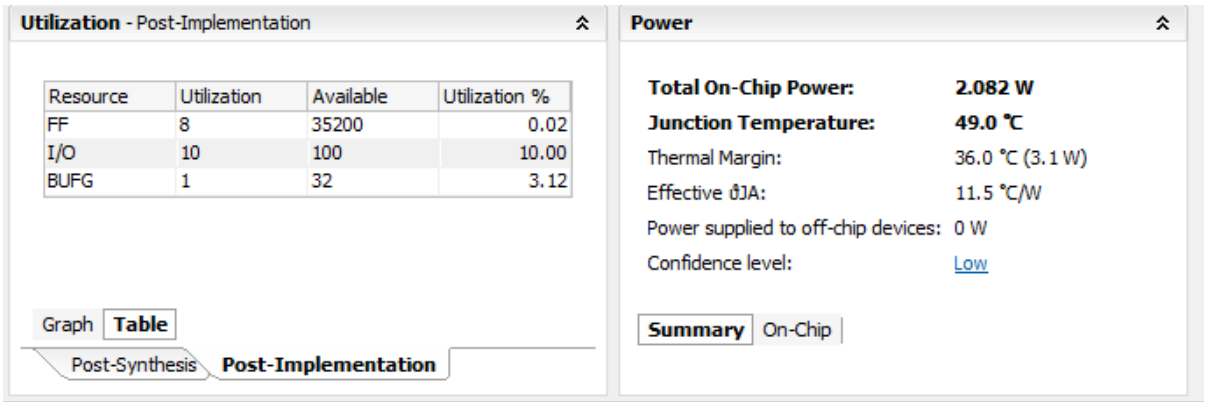 Utilization - Post-Implementation
Resource Utilization Available Utilization %
FF 8 35200 0.02
I/O 10 100 10.00
BUFG 1 32 3.12
Graph Table
Post-Synthesis Post-Implementation
Power
Total On-Chip Power: 2.082 W
Junction Temperature: 49.0 °C
Thermal Margin: 36.0 °C (3.1 W)
Effective ϑJA: 11.5 °C/W
Power supplied to off-chip devices: 0 W
Confidence level: Low
Summary On-Chip